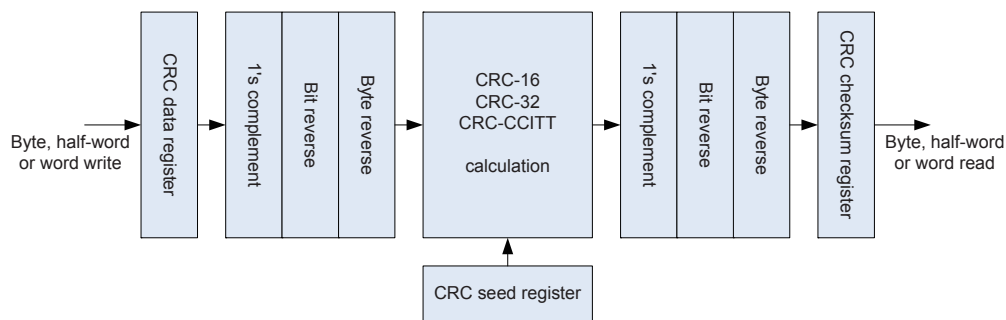 Byte, half-word
or word write
CRC data register
1's complement
Bit reverse
Byte reverse
CRC-16
CRC-32
CRC-CCITT
calculation
1's complement
Bit reverse
Byte reverse
CRC checksum register
Byte, half-word
or word read
CRC seed register